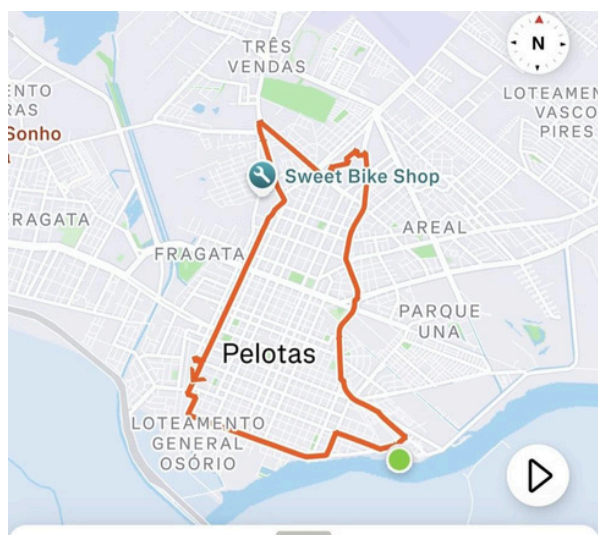 TRÊS
VENDAS
N
ENTO
RAS
LOTEAMEN
VASCO
PIRES
Sonho
Sweet Bike Shop
RAGATA
AREAL
FRAGATA
PARQUE
UNA
Pelotas
LOTEAMENTO
GENERAL
OSÓRIO